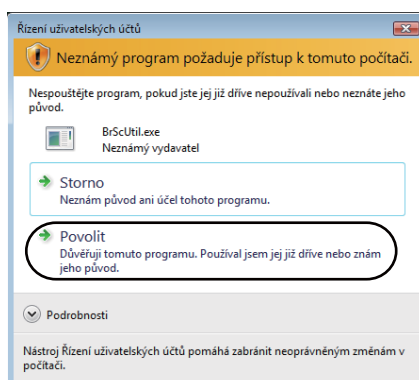 Řízení uživatelských účtů
Neznámý program požaduje přístup k tomuto počítači.
Nespouštějte program, pokud jste jej již dříve nepoužívali nebo neznáte jeho
původ.
BrScUtil.exe
Neznámý vydavatel
Storno
Neznám původ ani účel tohoto programu.
Povolit
Důvěřuji tomuto programu. Používal jsem jej již dříve nebo znám
jeho původ.
Podrobnosti
Nástroj Řízení uživatelských účtů pomáhá zabránit neoprávněným změnám v
počítači.